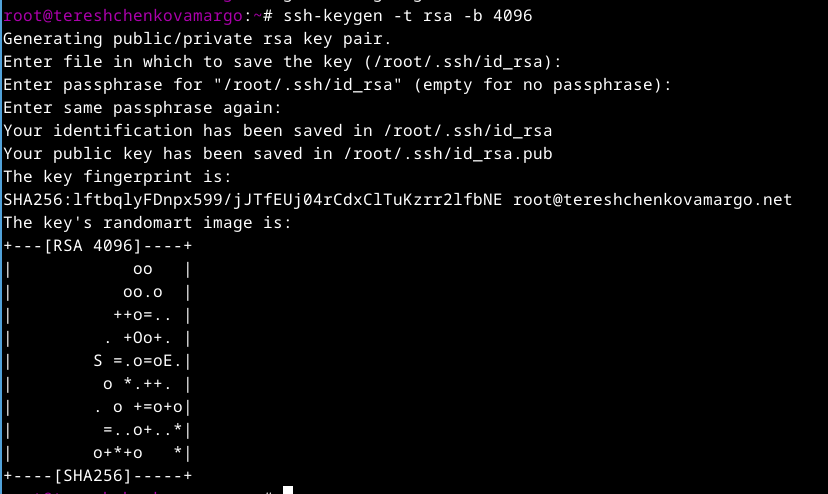 root@tereshchenkovamargo:~# ssh-keygen -t rsa -b 4096
Generating public/private rsa key pair.
Enter file in which to save the key (/root/.ssh/id_rsa):
Enter passphrase for "/root/.ssh/id_rsa" (empty for no passphrase):
Enter same passphrase again:
Your identification has been saved in /root/.ssh/id_rsa
Your public key has been saved in /root/.ssh/id_rsa.pub
The key fingerprint is:
SHA256:lftbqlyFDnpx599/jJTfEUj04rCdxClTuKzrr2lfbNE root@tereshchenkovamargo.net
The key's randomart image is:
+---[RSA 4096]----+
|            oo   |
|           oo.o  |
|          ++o=.. |
|         . +Oo+. |
|        S =.o=oE.|
|         o *.++. |
|        . o +=o+o|
|         =..o+..*|
|        o+*+o   *|
+----[SHA256]-----+